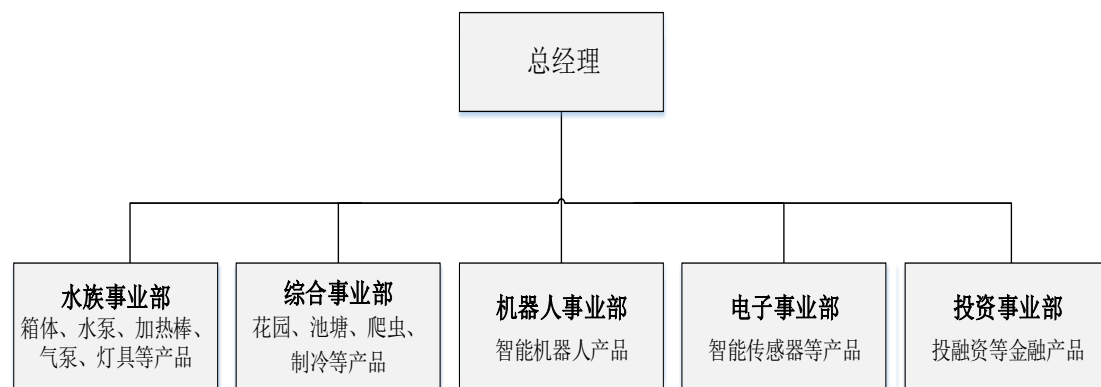 总经理
水族事业部
箱体、水泵、加热棒、
气泵、灯具等产品
综合事业部
花园、池塘、爬虫、
制冷等产品
机器人事业部
智能机器人产品
电子事业部
智能传感器等产品
投资事业部
投融资等金融产品